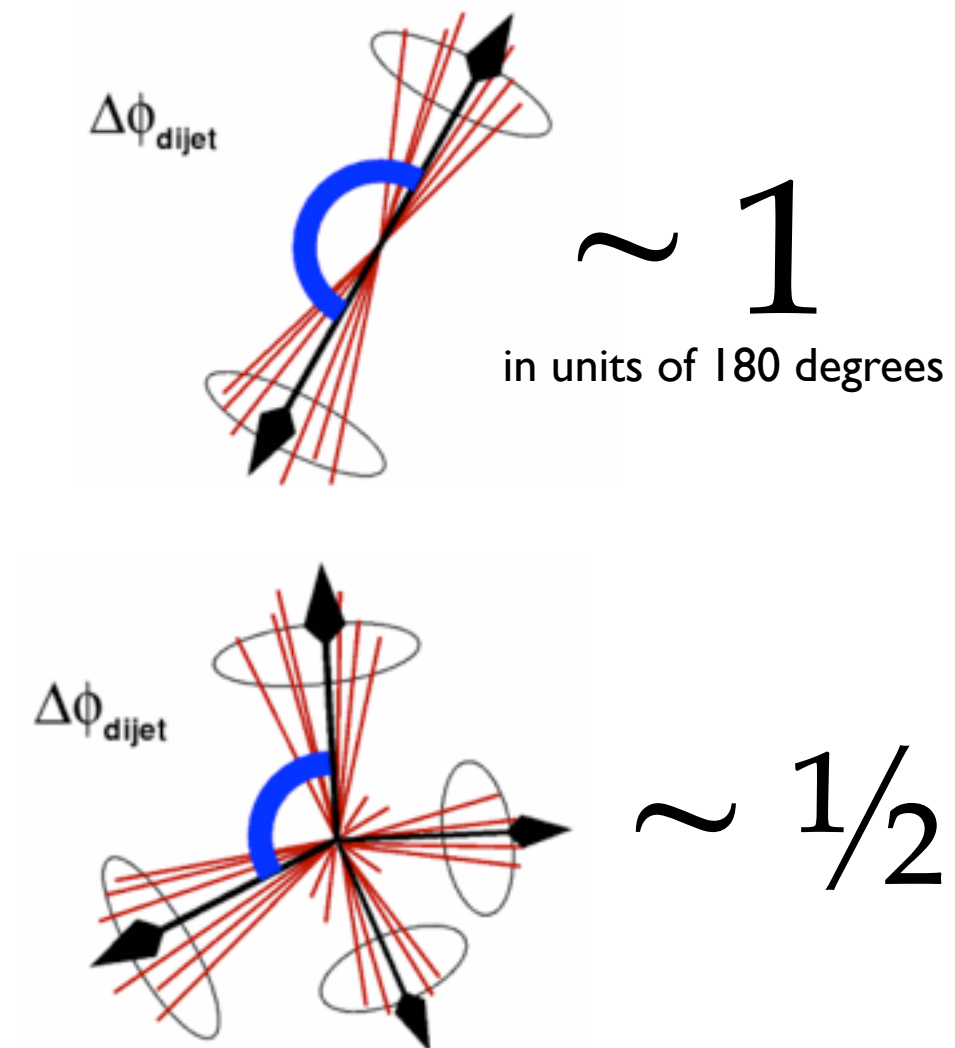 Δϕdijet
~ 1
in units of 180 degrees
Δϕdijet
~ ½